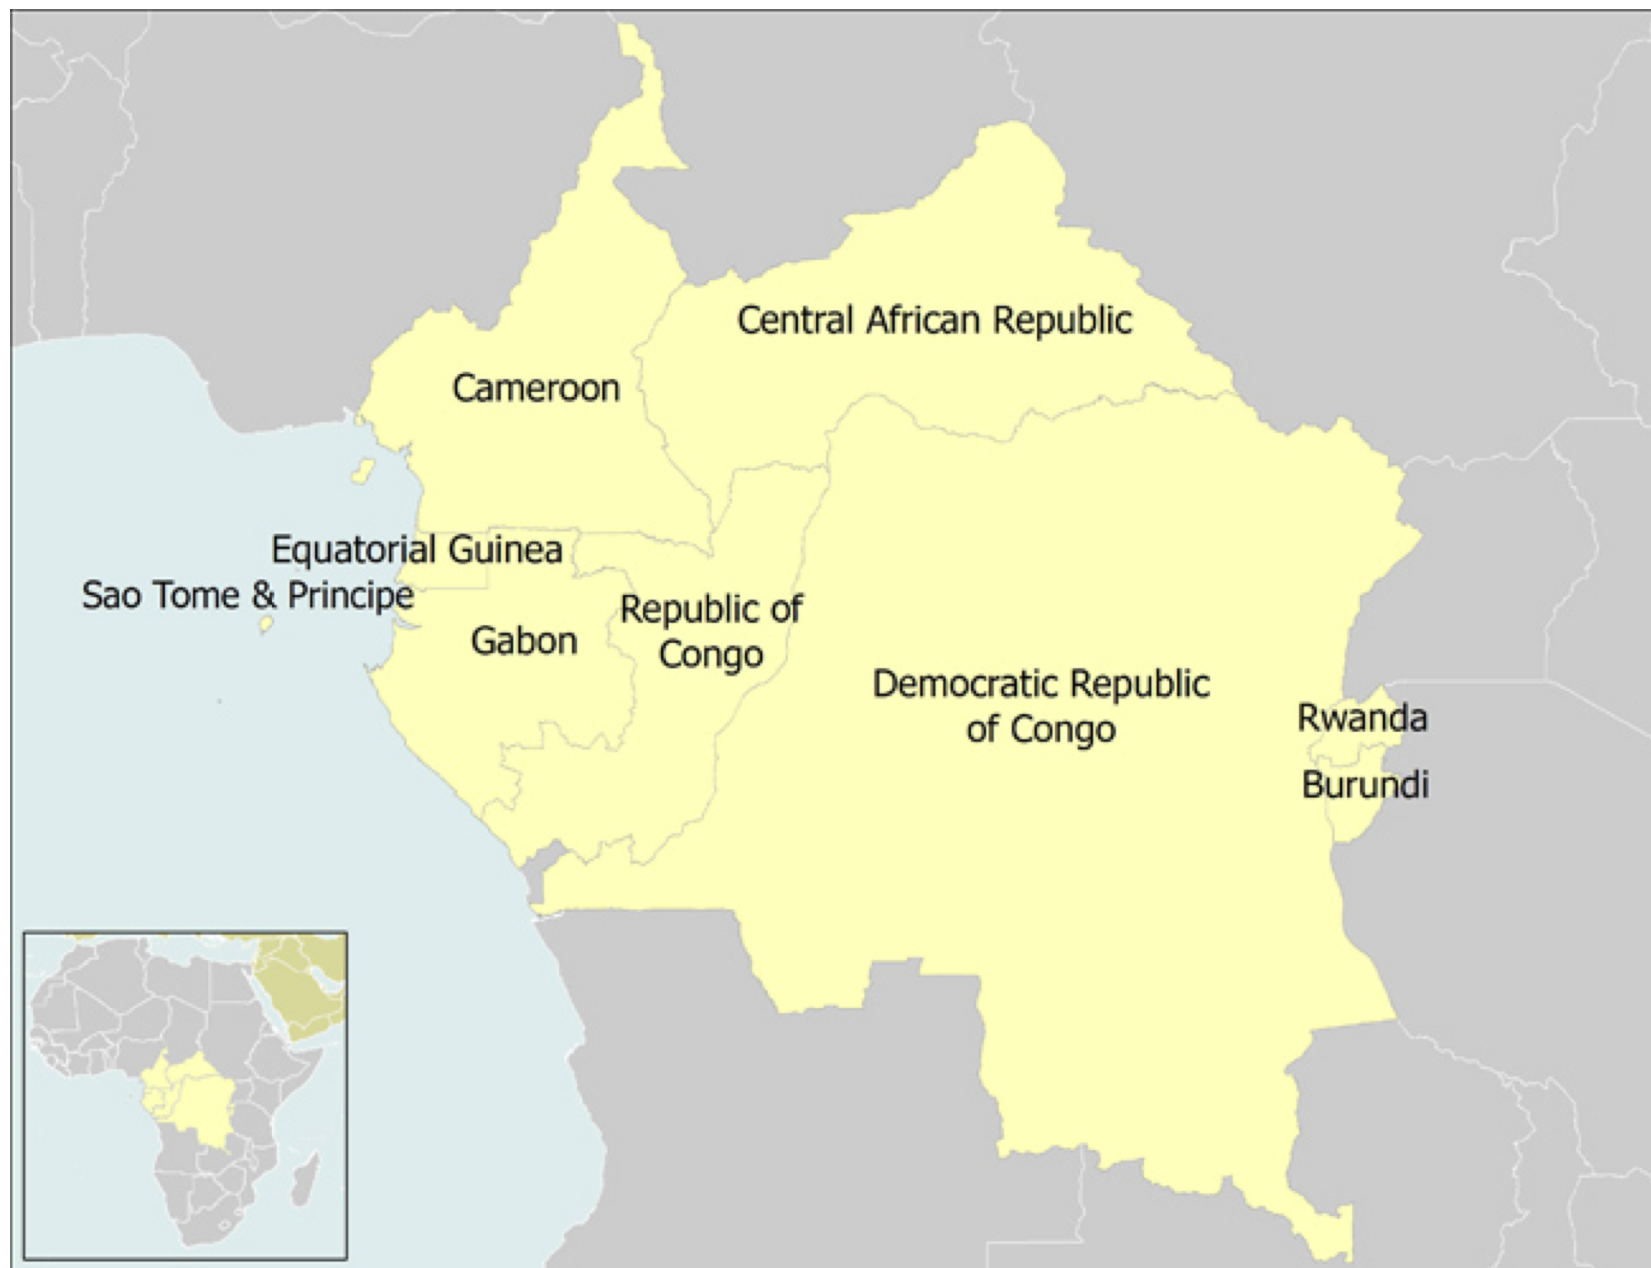 Central African Republic
Cameroon
Equatorial Guinea
Sao Tome & Principe
Republic of
Congo
Gabon
Democratic Republic
of Congo
Rwanda
Burundi